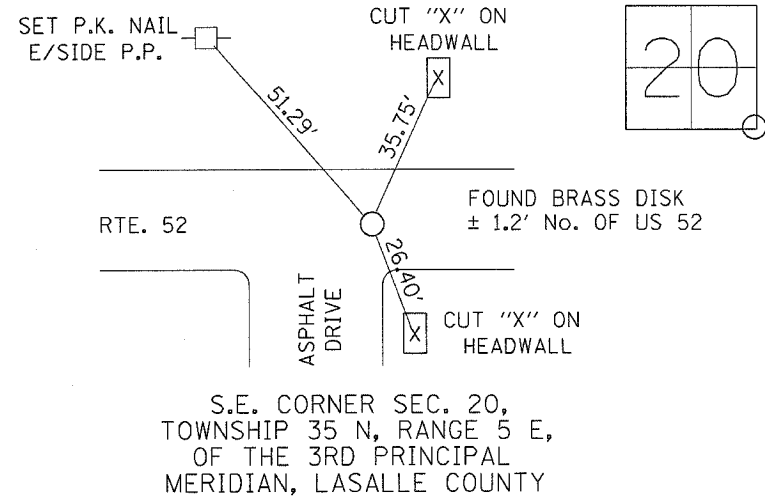 SET P.K. NAIL
E/SIDE P.P.
CUT "X" ON
HEADWALL
X
20
51.29'
35.75'
RTE. 52
FOUND BRASS DISK
± 1.2' No. OF US 52
26.40'
ASPHALT
DRIVE
X
CUT "X" ON
HEADWALL
S.E. CORNER SEC. 20,
TOWNSHIP 35 N, RANGE 5 E,
OF THE 3RD PRINCIPAL
MERIDIAN, LASALLE COUNTY